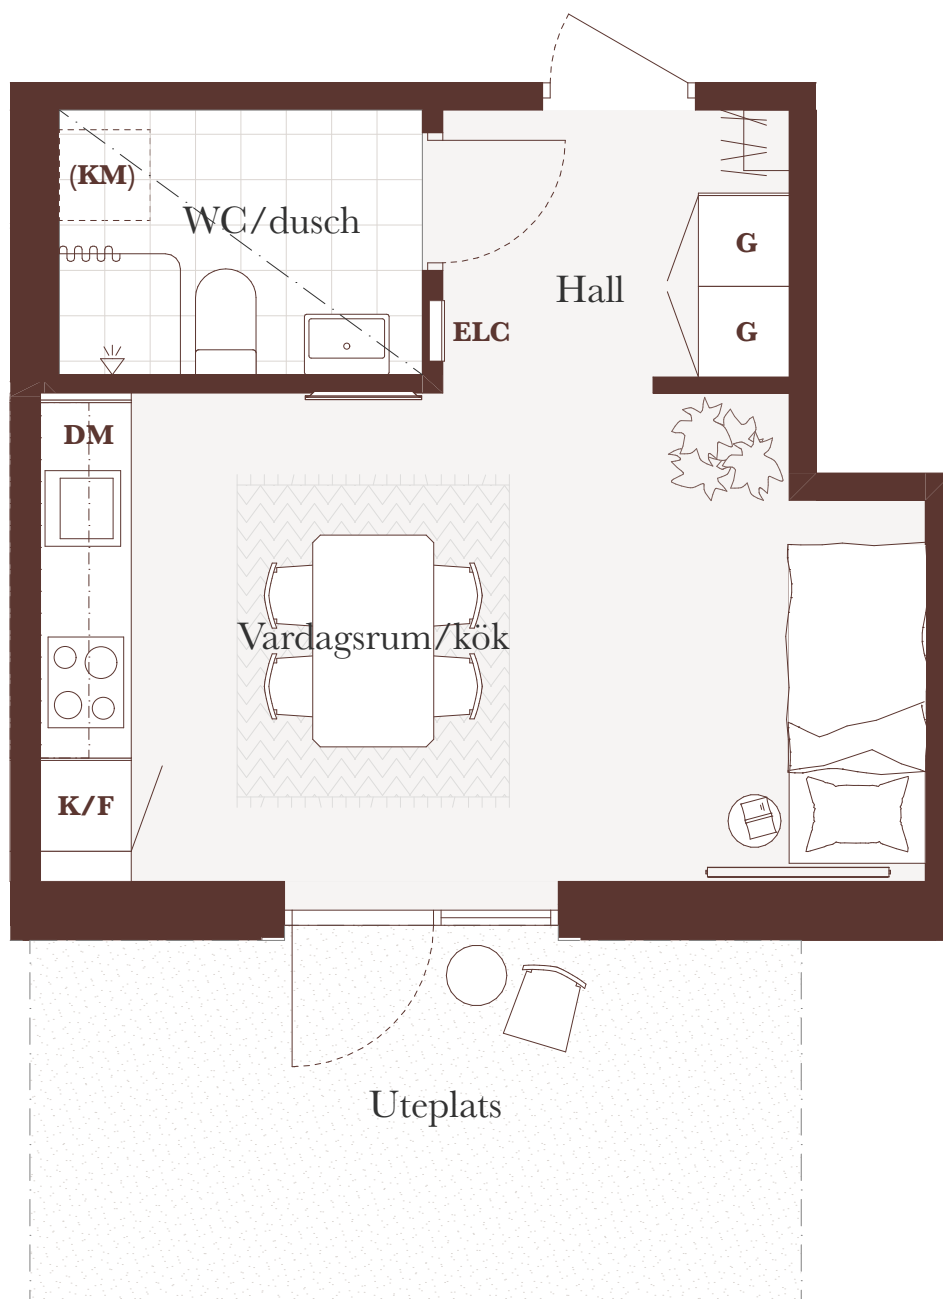 (KM)
WC/dusch
G
Hall
G
ELC
DM
Vardagsrum/kök
K/F
Uteplats